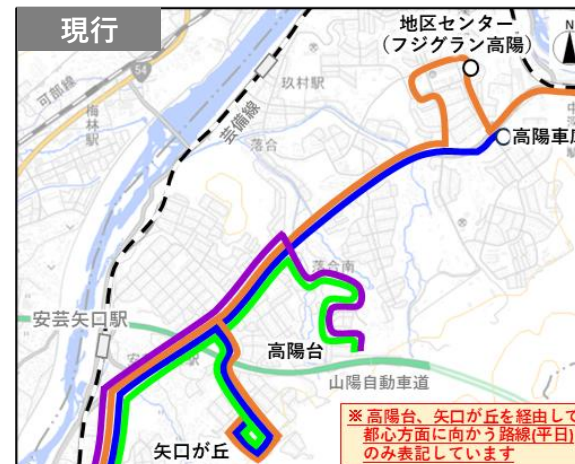 現行
地区センター
(フジグラン高陽)
N
54
可部線
梅林駅
玖村駅
芸備線
落合
高陽車庫
落合南
安芸矢口駅
高陽台
山陽自動車道
矢口が丘
※ 高陽台、矢口が丘を経由して
都心方面に向かう路線(平日)
のみ表記しています